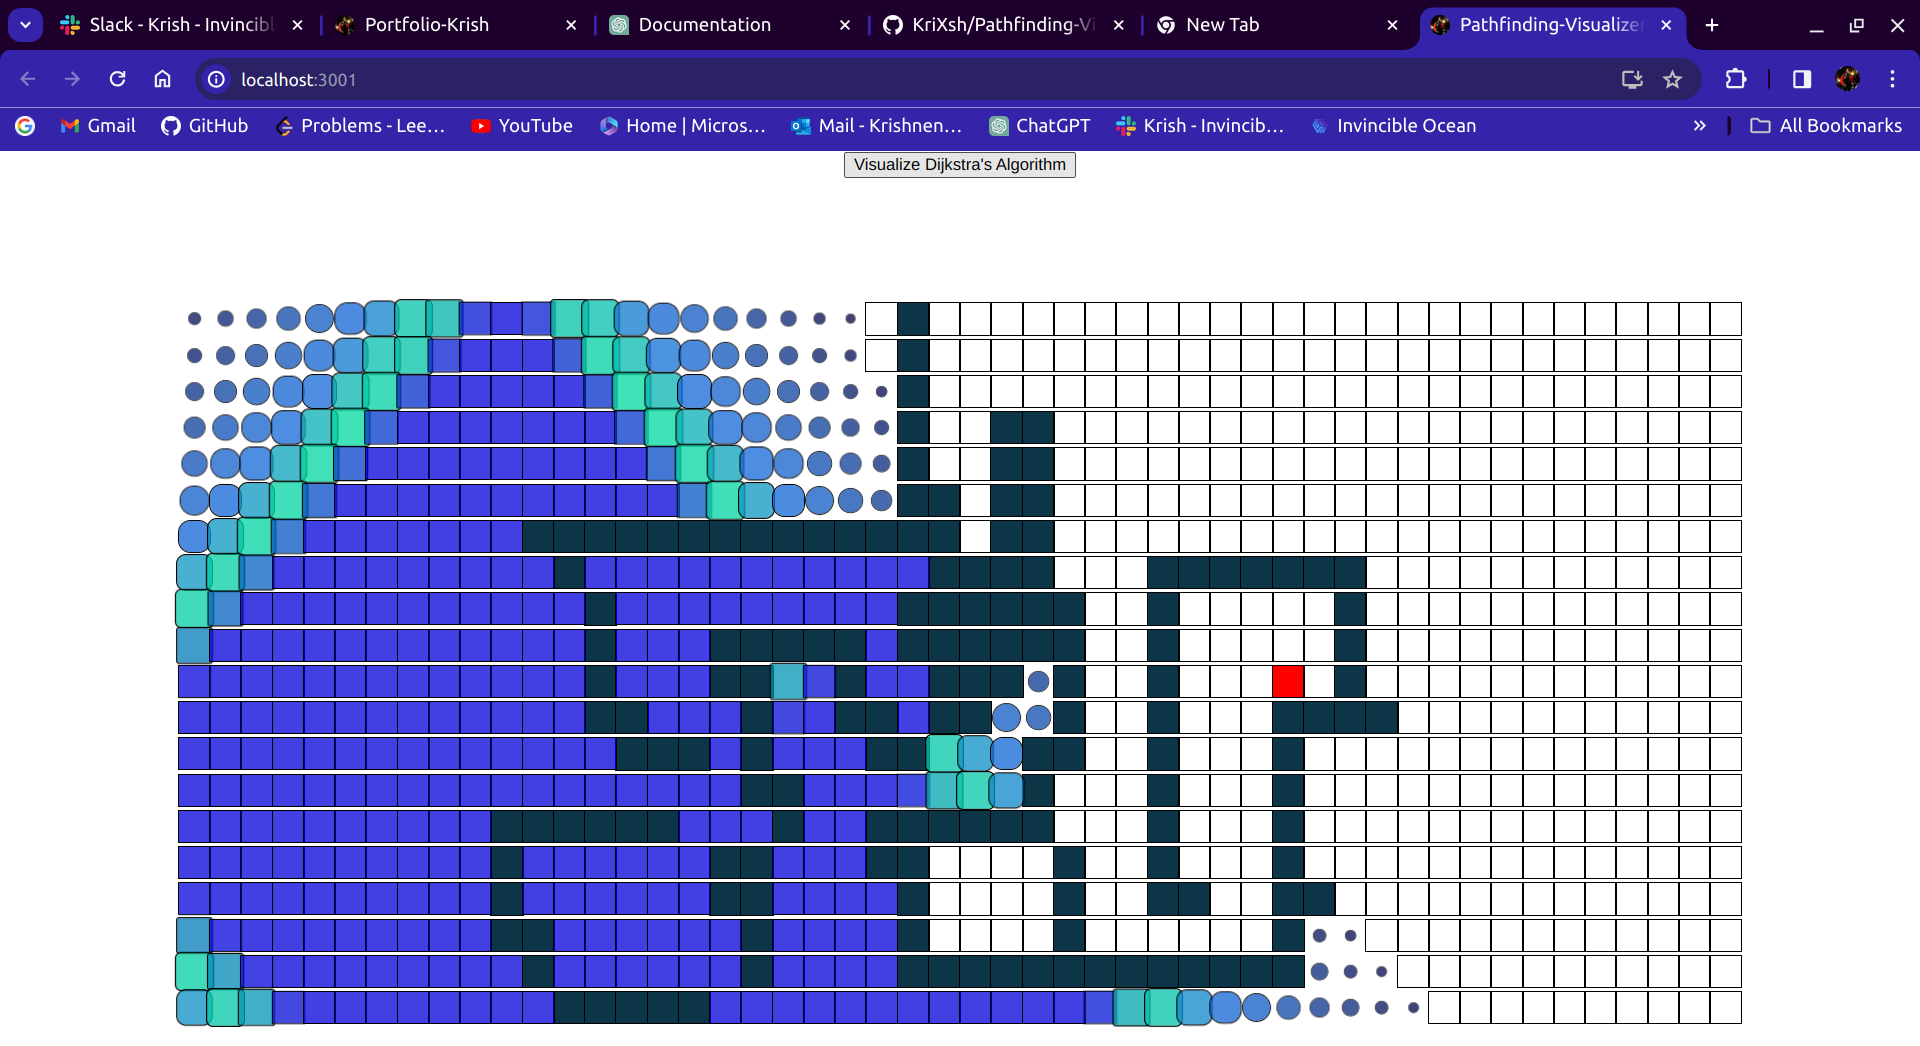 Slack - Krish - Invincibl
Portfolio-Krish
Documentation
KriXsh/Pathfinding-Vi
New Tab
Pathfinding-Visualizer
localhost:3001
Gmail
GitHub
Problems - Lee...
YouTube
Home | Micros...
Mail - Krishnen...
ChatGPT
Krish - Invincib...
Invincible Ocean
All Bookmarks
Visualize Dijkstra's Algorithm